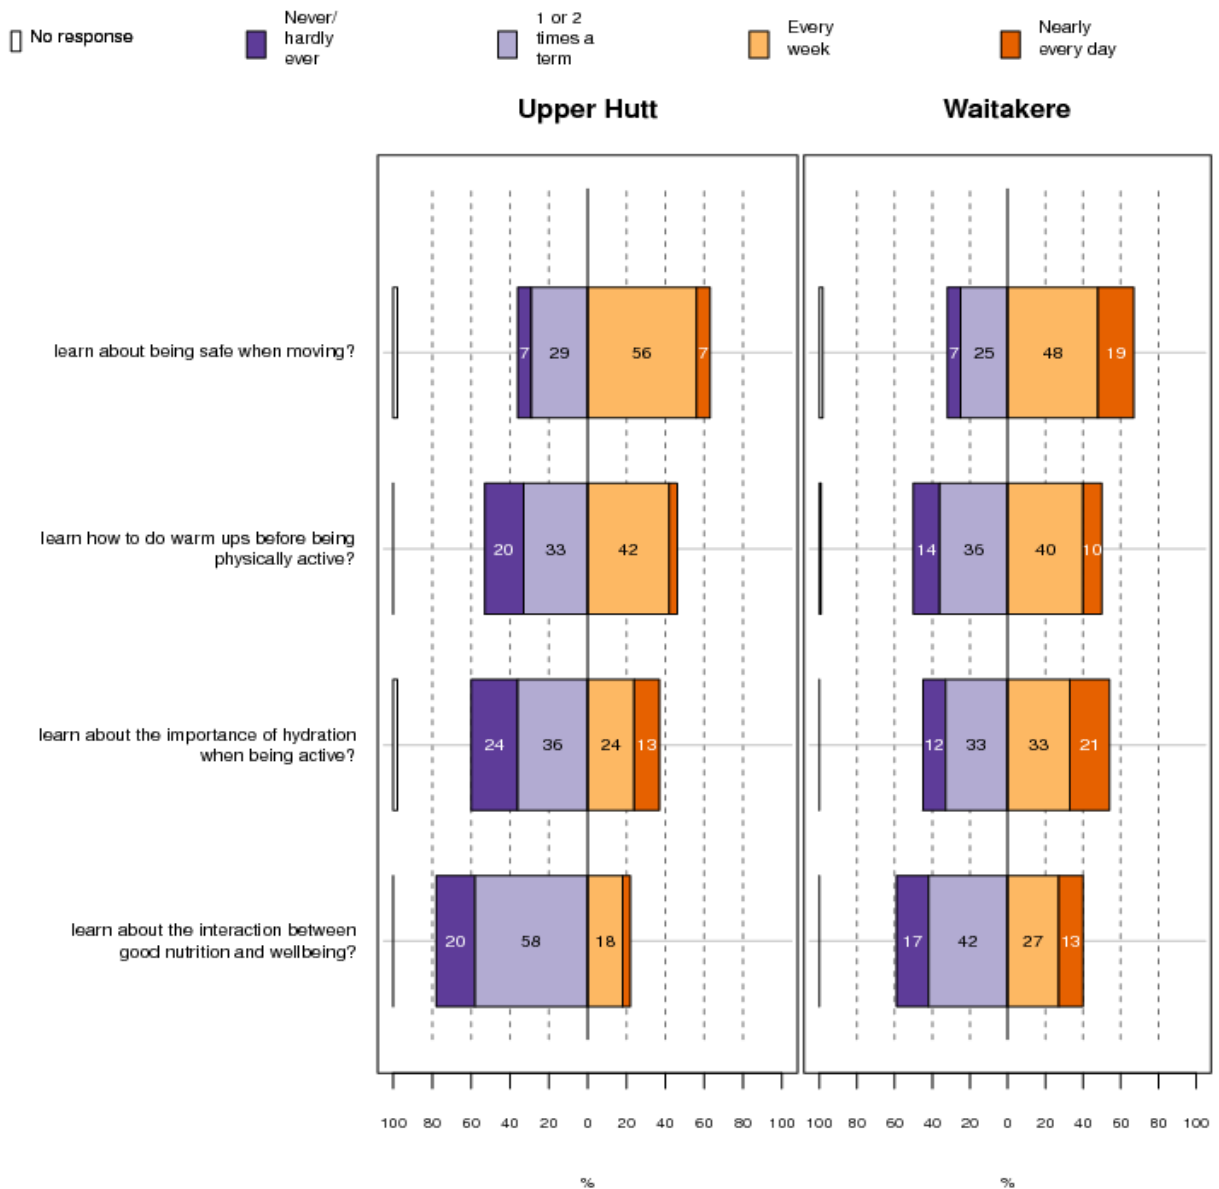 No response
Never/
hardly
ever
1 or 2
times a
term
Every
week
Nearly
every day
Upper Hutt
Waitakere
learn about being safe when moving?
7 29 56 7
7 25 48 19
learn how to do warm ups before being
physically active?
20 33 42
14 36 40 10
learn about the importance of hydration
when being active?
24 36 24 13
12 33 33 21
learn about the interaction between
good nutrition and wellbeing?
20 58 18
17 42 27 13
100 80 60 40 20 0 20 40 60 80 100
100 80 60 40 20 0 20 40 60 80 100
%
%